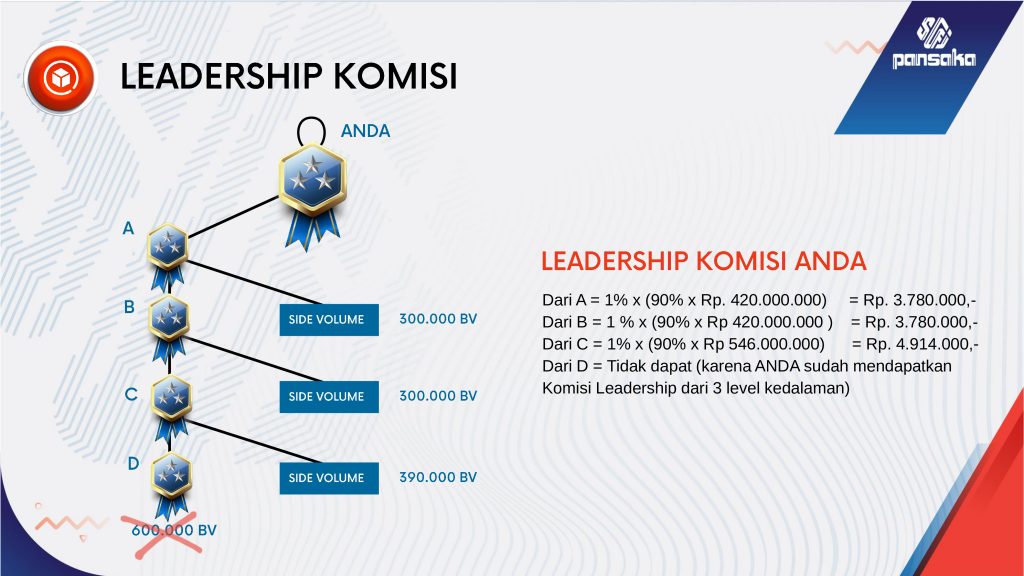 pansaka
LEADERSHIP KOMISI
ANDA
A
B
SIDE VOLUME 300.000 BV
C
SIDE VOLUME 300.000 BV
D
SIDE VOLUME 390.000 BV
600.000 BV
LEADERSHIP KOMISI ANDA
Dari A = 1% x (90% x Rp. 420.000.000) = Rp. 3.780.000,-
Dari B = 1 % x (90% x Rp 420.000.000 ) = Rp. 3.780.000,-
Dari C = 1% x (90% x Rp 546.000.000) = Rp. 4.914.000,-
Dari D = Tidak dapat (karena ANDA sudah mendapatkan
Komisi Leadership dari 3 level kedalaman)